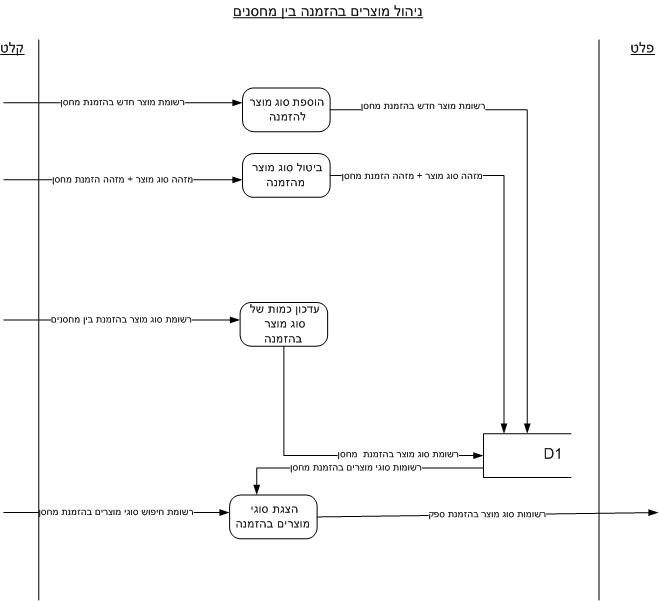 ניהול מוצרים בהזמנה בין מחסנים
קלט
פלט
רשומת מוצר חדש בהזמנת מחסן
הוספת סוג מוצר
להזמנה
רשומת מוצר חדש בהזמנת מחסן
מזהה סוג מוצר + מזהה הזמנת מחסן
ביטול סוג מוצר
מהזמנה
מזהה סוג מוצר + מזהה הזמנת מחסן
רשומת סוג מוצר בהזמנת בין מחסנים
עדכון כמות של
סוג מוצר
בהזמנה
רשומת סוג מוצר בהזמנת מחסן
D1
רשומות סוגי מוצרים בהזמנת מחסן
רשומת חיפוש סוגי מוצרים בהזמנת מחסן
הצגת סוגי
מוצרים בהזמנה
רשומות סוג מוצר בהזמנת ספק